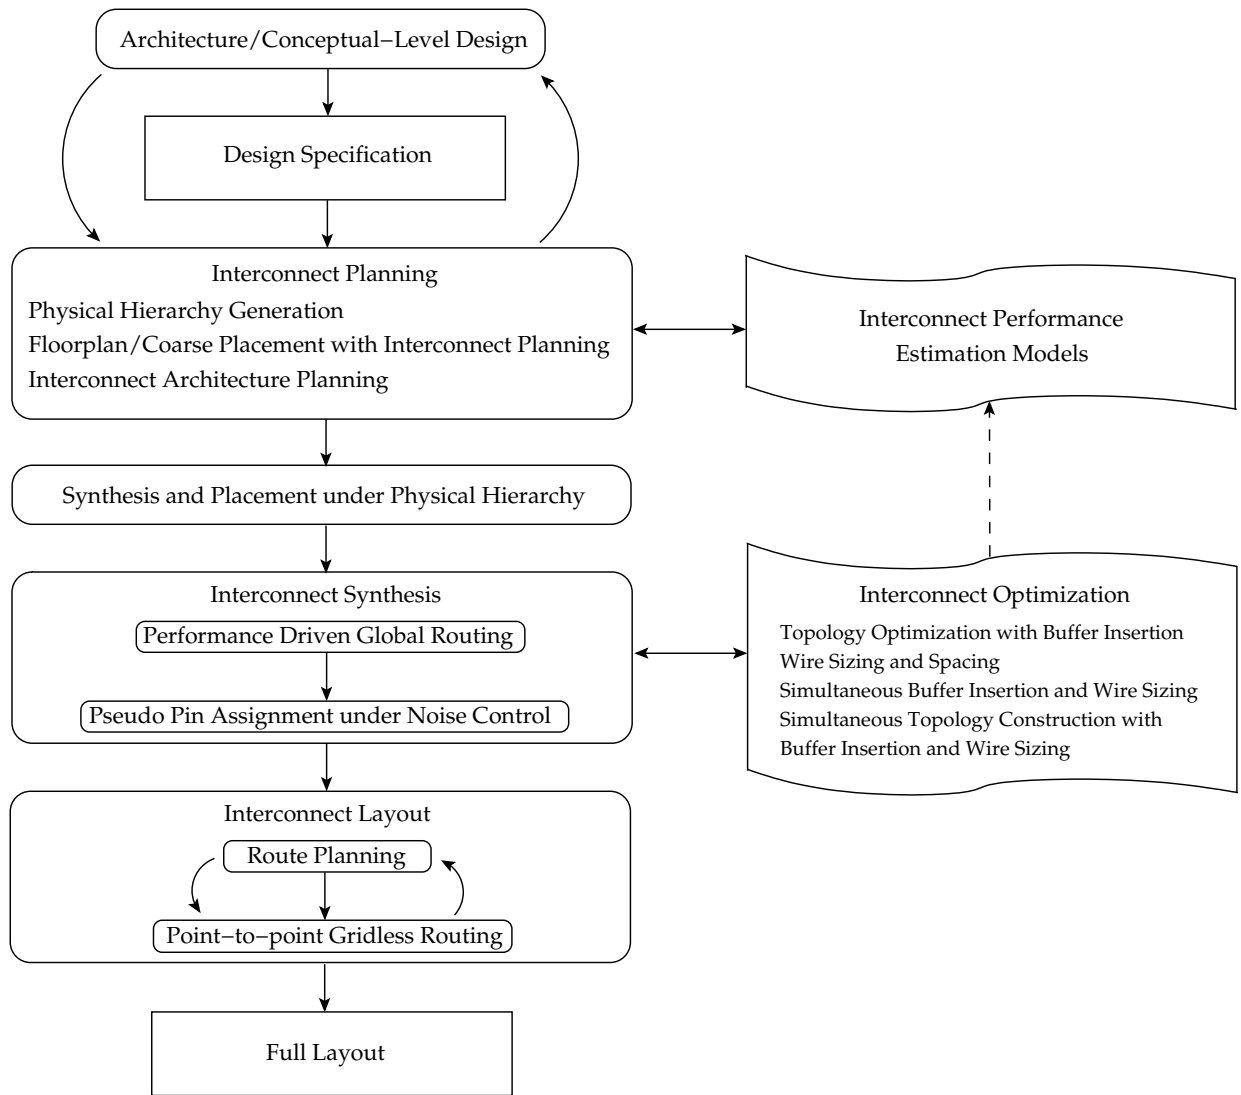 Architecture/Conceptual−Level Design
Design Specification
Interconnect Planning
Physical Hierarchy Generation
Floorplan/Coarse Placement with Interconnect Planning
Interconnect Architecture Planning
Interconnect Performance
Estimation Models
Synthesis and Placement under Physical Hierarchy
Interconnect Synthesis
Performance Driven Global Routing
Pseudo Pin Assignment under Noise Control
Interconnect Optimization
Topology Optimization with Buffer Insertion
Wire Sizing and Spacing
Simultaneous Buffer Insertion and Wire Sizing
Simultaneous Topology Construction with
Buffer Insertion and Wire Sizing
Interconnect Layout
Route Planning
Point−to−point Gridless Routing
Full Layout